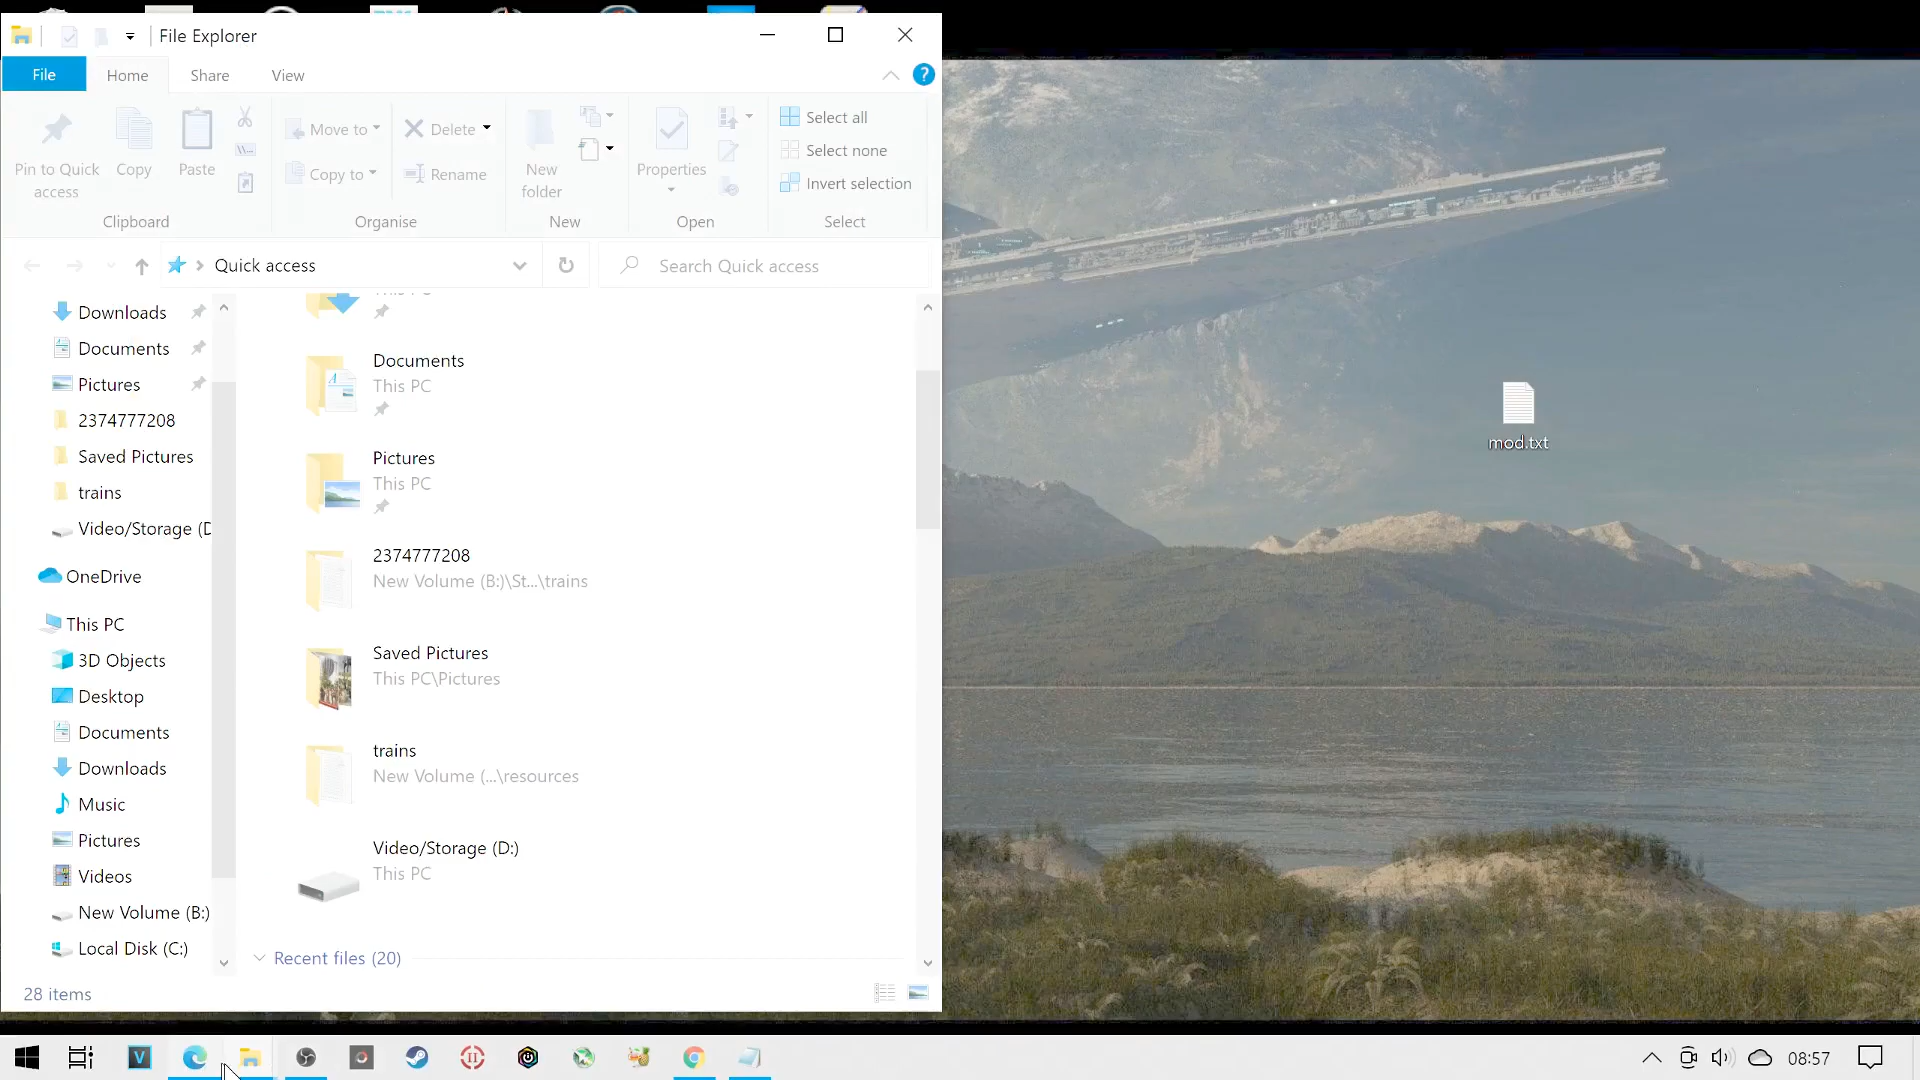 File Explorer
File
Home
Share
View
?
Pin to Quick access
Copy
Paste
Move to
Copy to
Delete
Rename
New folder
Properties
Select all
Select none
Invert selection
Clipboard
Organise
New
Open
Select
Quick access
Search Quick access
Downloads
Documents
Pictures
2374777208
Saved Pictures
trains
Video/Storage (D
OneDrive
This PC
3D Objects
Desktop
Documents
Downloads
Music
Pictures
Videos
New Volume (B:)
Local Disk (C:)
This PC
Documents
This PC
Pictures
This PC
2374777208
New Volume (B:)\St...\trains
Saved Pictures
This PC\Pictures
trains
New Volume (...\resources
Video/Storage (D:)
This PC
Recent files (20)
28 items
mod.txt
V
08:57